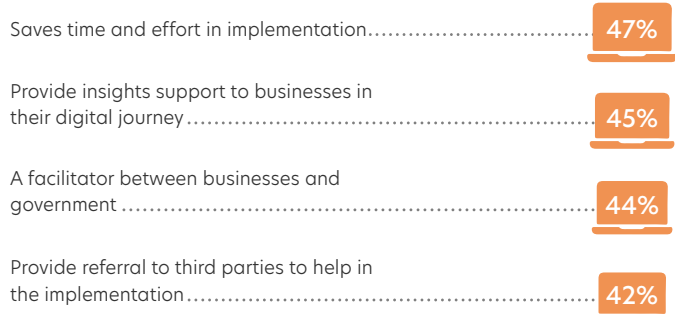 Saves time and effort in implementation 47%
Provide insights support to businesses in
their digital journey 45%
A facilitator between businesses and
government 44%
Provide referral to third parties to help in
the implementation 42%